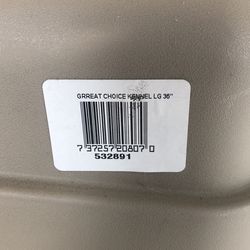 GRREAT CHOICE KENNEL LG 36"
7 37257 20807 0
532891